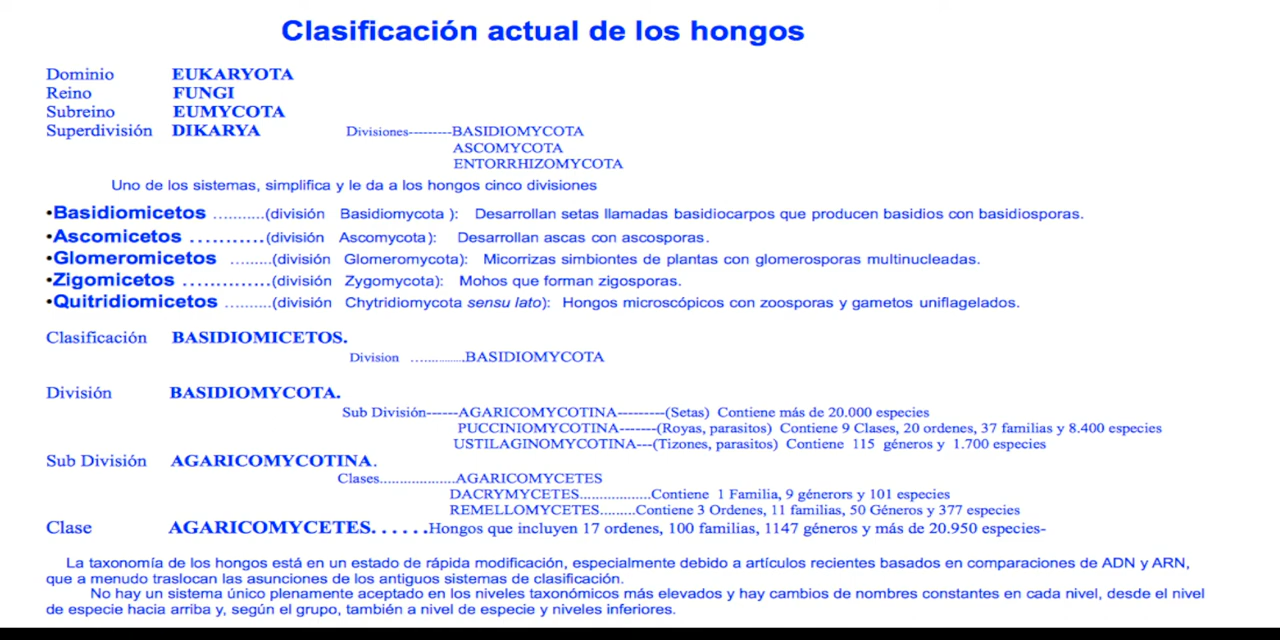 Clasificación actual de los hongos
Dominio EUKARYOTA
Reino FUNGI
Subreino EUMYCOTA
Superdivisión DIKARYA Divisiones---------BASIDIOMYCOTA
ASCOMYCOTA
ENTORRHIZOMYCOTA
Uno de los sistemas, simplifica y le da a los hongos cinco divisiones
•Basidiomicetos ...........(división Basidiomycota ): Desarrollan setas llamadas basidiocarpos que producen basidios con basidiosporas.
•Ascomicetos ...........(división Ascomycota): Desarrollan ascas con ascosporas.
•Glomeromicetos .........(división Glomeromycota): Micorrizas simbiontes de plantas con glomerosporas multinucleadas.
•Zigomicetos .............(división Zygomycota): Mohos que forman zigosporas.
•Quitridiomicetos ..........(división Chytridiomycota sensu lato): Hongos microscópicos con zoosporas y gametos uniflagelados.
Clasificación BASIDIOMICETOS.
Division ..............BASIDIOMYCOTA
División BASIDIOMYCOTA.
Sub División------AGARICOMYCOTINA---------(Setas) Contiene más de 20.000 especies
PUCCINIOMYCOTINA-------(Royas, parasitos) Contiene 9 Clases, 20 ordenes, 37 familias y 8.400 especies
USTILAGINOMYCOTINA---(Tizones, parasitos) Contiene 115 géneros y 1.700 especies
Sub División AGARICOMYCOTINA.
Clases...................AGARICOMYCETES
DACRYMYCETES..................Contiene 1 Familia, 9 génerors y 101 especies
REMELLOMYCETES.........Contiene 3 Ordenes, 11 familias, 50 Géneros y 377 especies
Clase AGARICOMYCETES......Hongos que incluyen 17 ordenes, 100 familias, 1147 géneros y más de 20.950 especies-
La taxonomía de los hongos está en un estado de rápida modificación, especialmente debido a artículos recientes basados en comparaciones de ADN y ARN,
que a menudo traslocan las asunciones de los antiguos sistemas de clasificación.
No hay un sistema único plenamente aceptado en los niveles taxonómicos más elevados y hay cambios de nombres constantes en cada nivel, desde el nivel
de especie hacia arriba y, según el grupo, también a nivel de especie y niveles inferiores.